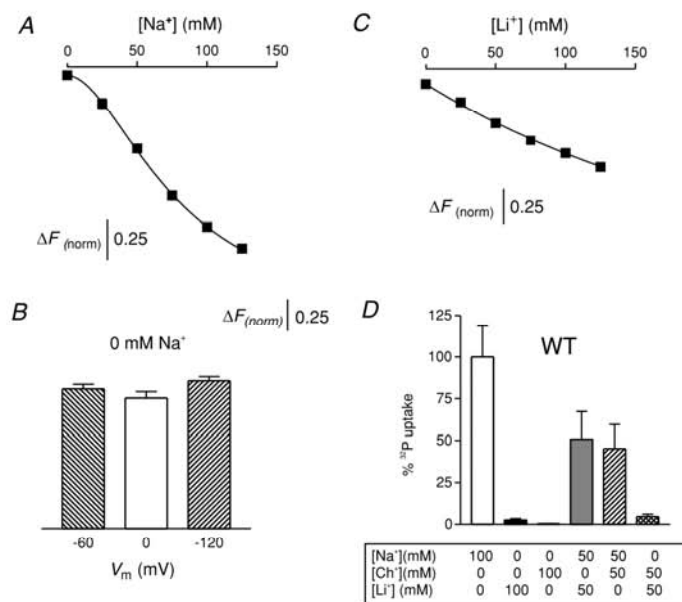 A
[Na⁺] (mM)
0 50 100 150
ΔF (norm) 0.25
B
ΔF(norm) 0.25
0 mM Na⁺
-60 0 -120
Vm (mV)
C
[Li⁺] (mM)
0 50 100 150
ΔF (norm) 0.25
D
WT
% ³²P uptake
125
100
75
50
25
0
[Na⁺](mM) 100 0 0 50 50 0
[Ch⁺](mM) 0 0 100 0 50 50
[Li⁺] (mM) 0 100 0 50 0 50